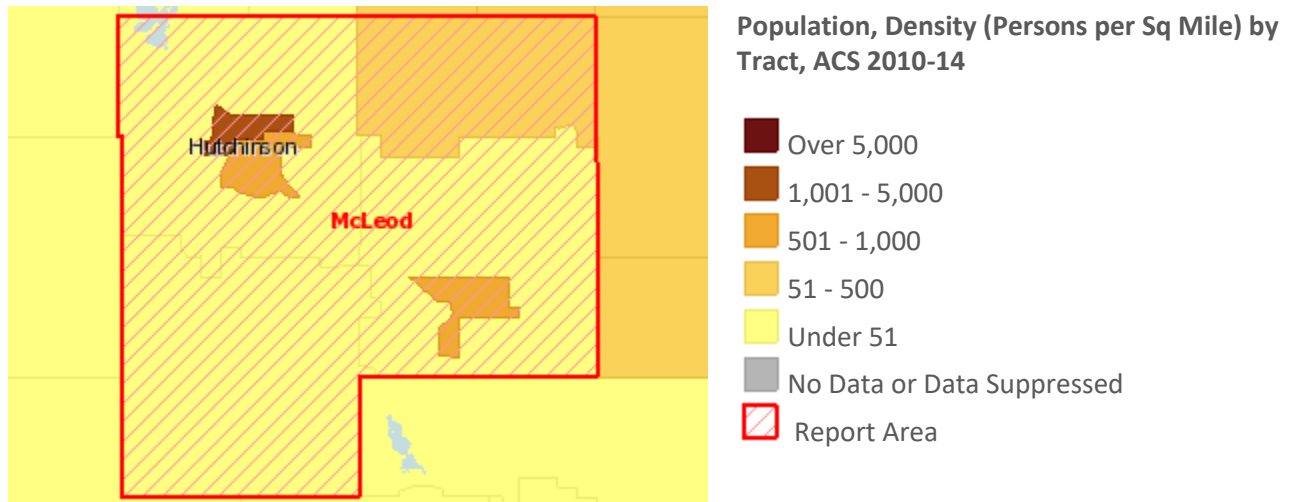 Population, Density (Persons per Sq Mile) by
Tract, ACS 2010-14
Over 5,000
1,001 - 5,000
501 - 1,000
51 - 500
Under 51
No Data or Data Suppressed
Report Area
Hutchinson
McLeod